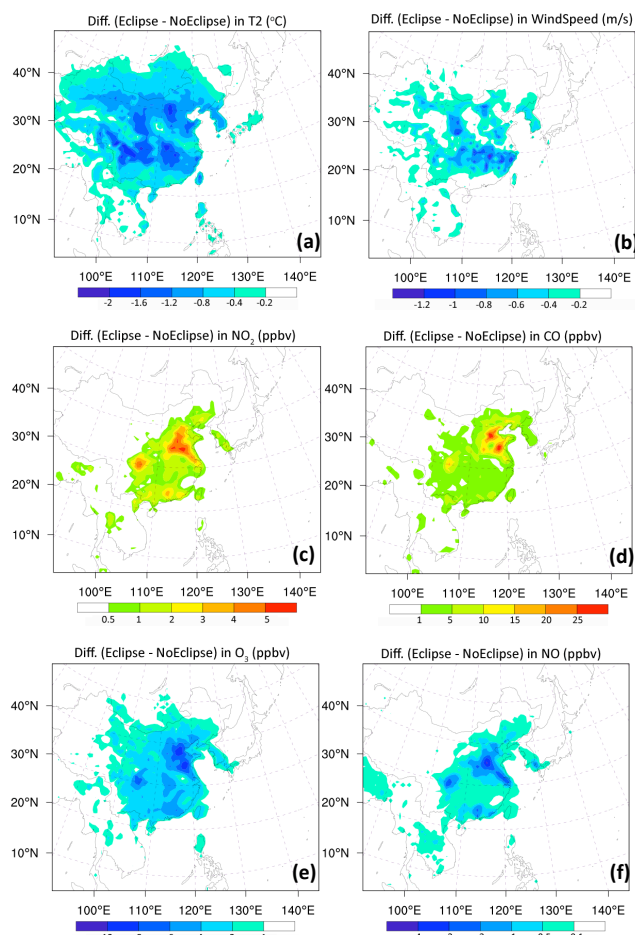 Diff. (Eclipse - NoEclipse) in T2 (°C)
Diff. (Eclipse - NoEclipse) in WindSpeed (m/s)
40°N
30°N
20°N
10°N
(a)
100°E 110°E 120°E 130°E 140°E
-2 -1.6 -1.2 -0.8 -0.4 -0.2
40°N
30°N
20°N
10°N
(b)
100°E 110°E 120°E 130°E 140°E
-1.2 -1 -0.8 -0.6 -0.4 -0.2
Diff. (Eclipse - NoEclipse) in NO2 (ppbv)
Diff. (Eclipse - NoEclipse) in CO (ppbv)
40°N
30°N
20°N
10°N
(c)
100°E 110°E 120°E 130°E 140°E
0.5 1 2 3 4 5
40°N
30°N
20°N
10°N
(d)
100°E 110°E 120°E 130°E 140°E
1 5 10 15 20 25
Diff. (Eclipse - NoEclipse) in O3 (ppbv)
Diff. (Eclipse - NoEclipse) in NO (ppbv)
40°N
30°N
20°N
10°N
(e)
100°E 110°E 120°E 130°E 140°E
40°N
30°N
20°N
10°N
(f)
100°E 110°E 120°E 130°E 140°E